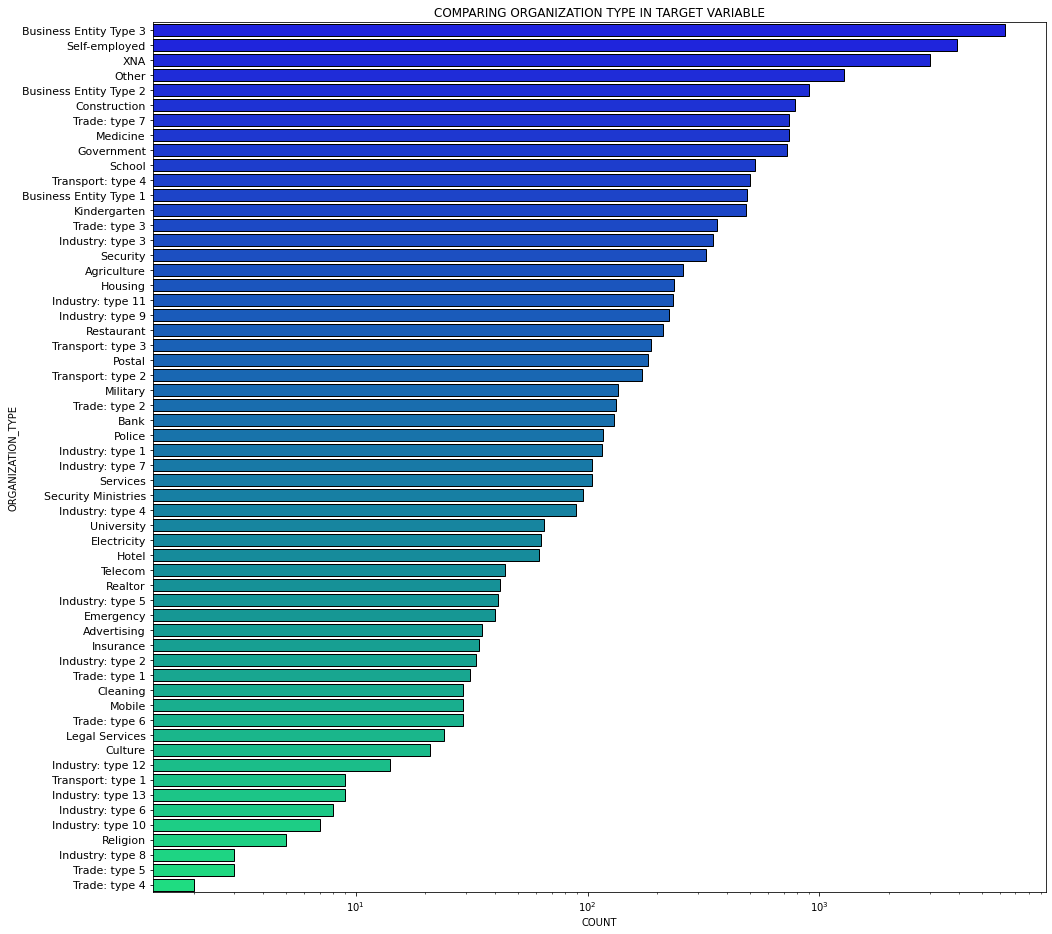 COMPARING ORGANIZATION TYPE IN TARGET VARIABLE
Business Entity Type 3
Self-employed
XNA
Other
Business Entity Type 2
Construction
Trade: type 7
Medicine
Government
School
Transport: type 4
Business Entity Type 1
Kindergarten
Trade: type 3
Industry: type 3
Security
Agriculture
Housing
Industry: type 11
Industry: type 9
Restaurant
Transport: type 3
Postal
Transport: type 2
Military
Trade: type 2
Bank
Police
Industry: type 1
Industry: type 7
Services
Security Ministries
Industry: type 4
University
Electricity
Hotel
Telecom
Realtor
Industry: type 5
Emergency
Advertising
Insurance
Industry: type 2
Trade: type 1
Cleaning
Mobile
Trade: type 6
Legal Services
Culture
Industry: type 12
Transport: type 1
Industry: type 13
Industry: type 6
Industry: type 10
Religion
Industry: type 8
Trade: type 5
Trade: type 4
ORGANIZATION_TYPE
10¹ 10² 10³
COUNT